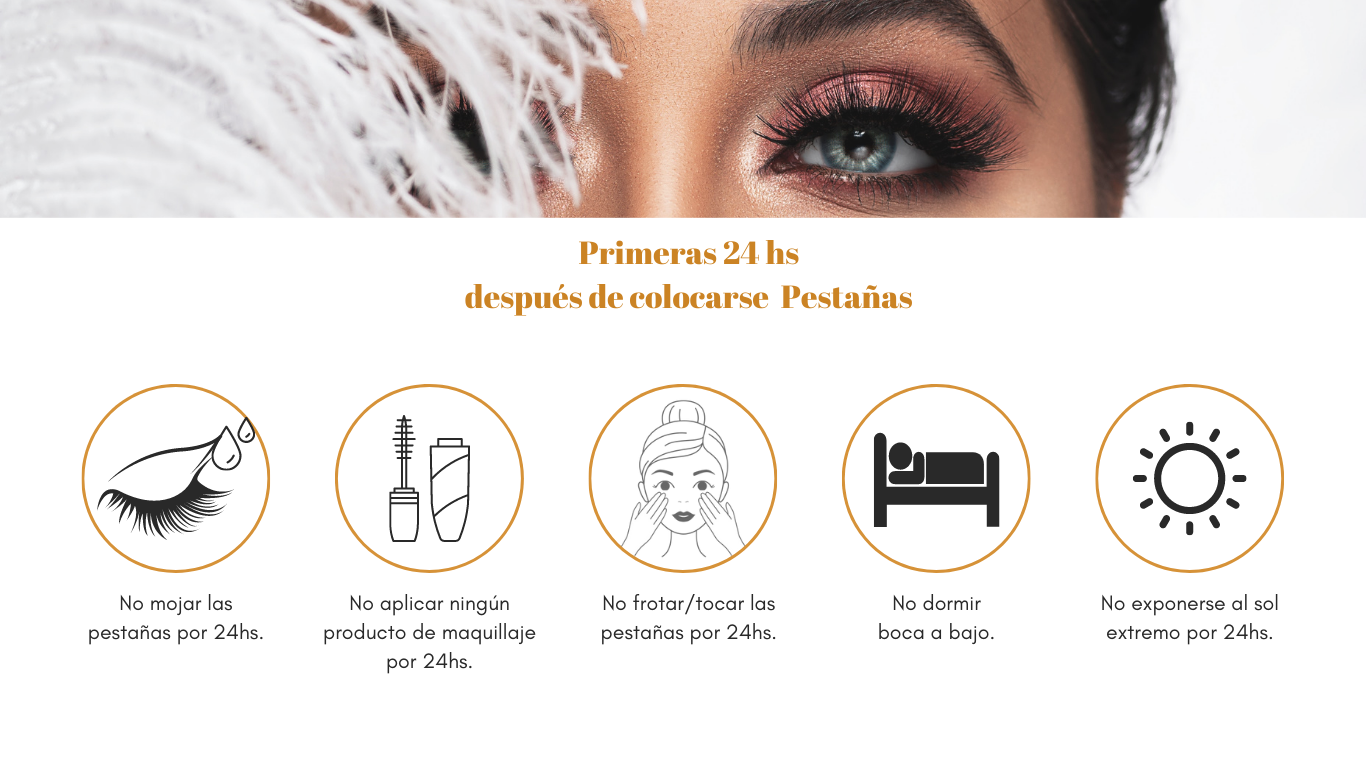 Primeras 24 hs
después de colocarse Pestañas
No mojar las
pestañas por 24hs.
No aplicar ningún
producto de maquillaje
por 24hs.
No frotar/tocar las
pestañas por 24hs.
No dormir
boca a bajo.
No exponerse al sol
extremo por 24hs.